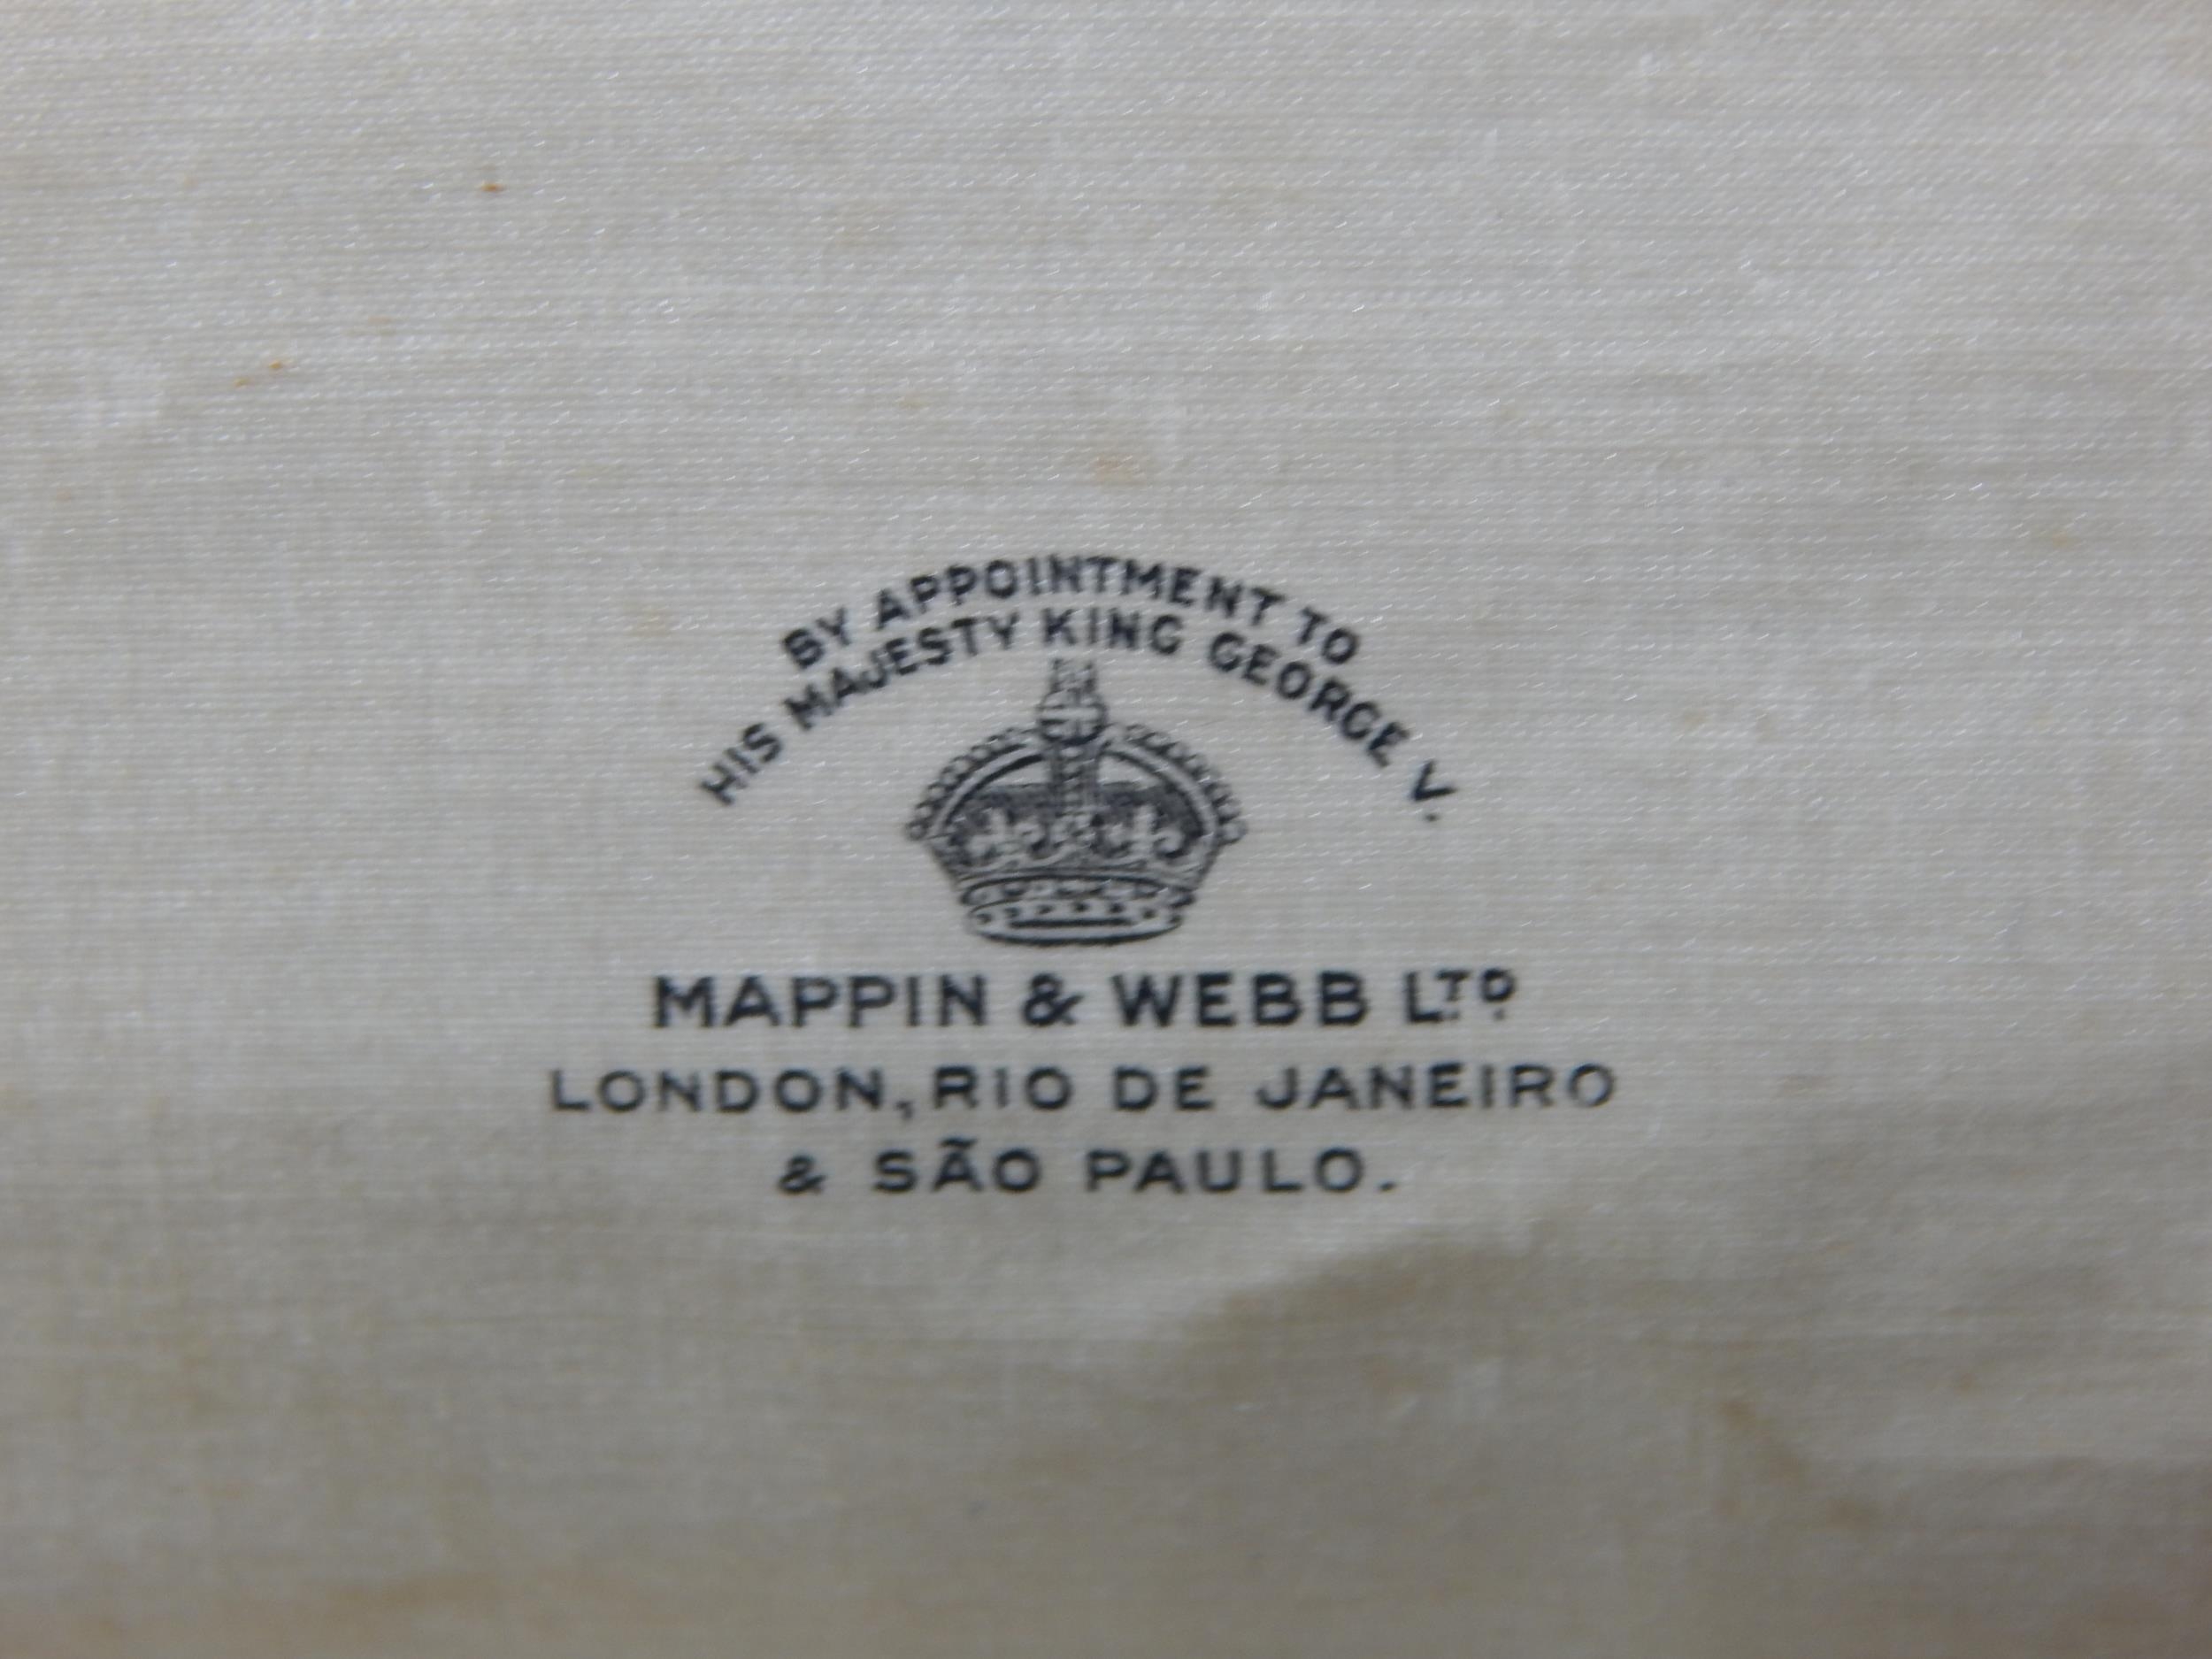 BY APPOINTMENT TO
HIS MAJESTY KING GEORGE V.
MAPPIN & WEBB LTD.
LONDON, RIO DE JANEIRO
& SÃO PAULO.